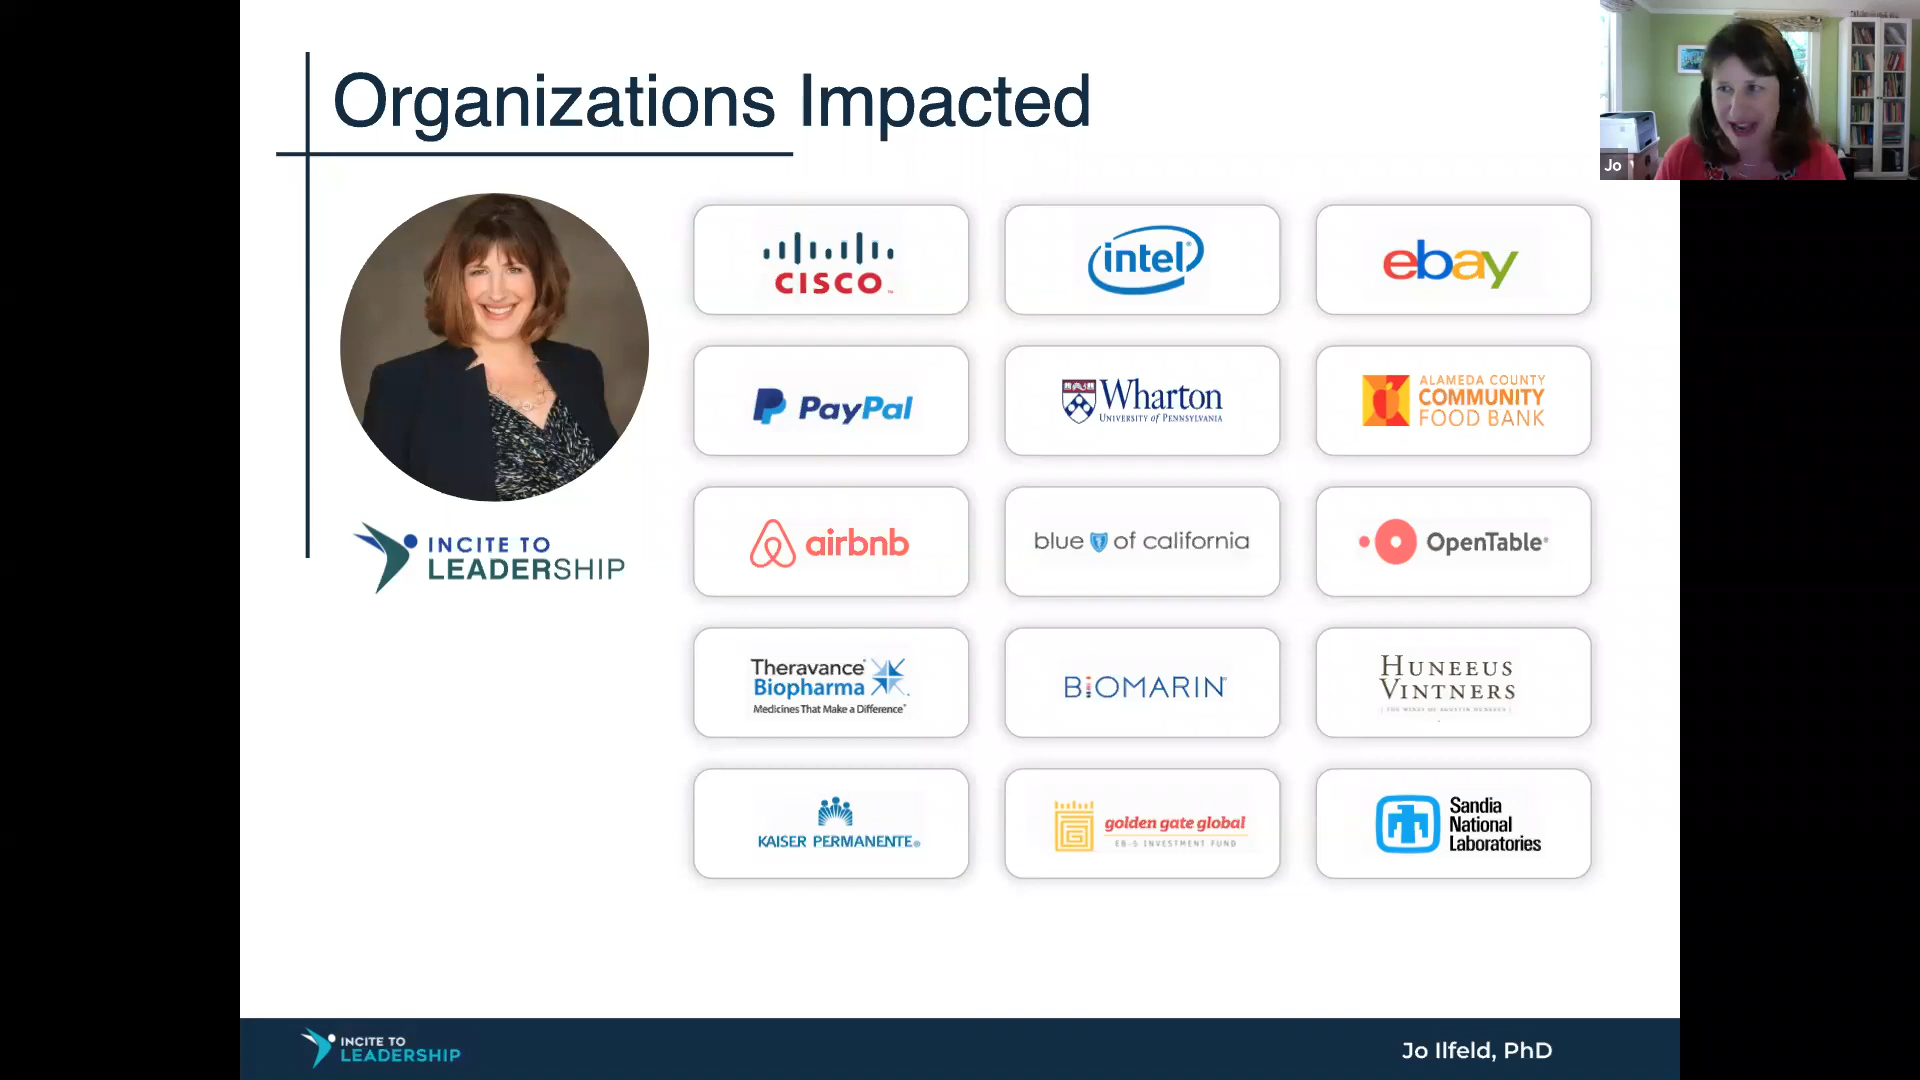 Organizations Impacted
Jo
CISCO
intel
ebay
PayPal
Wharton
UNIVERSITY of PENNSYLVANIA
ALAMEDA COUNTY
COMMUNITY
FOOD BANK
INCITE TO
LEADERSHIP
airbnb
blue of california
OpenTable
Theravance
Biopharma
Medicines That Make a Difference
BIOMARIN
HUNEEUS
VINTNERS
KAISER PERMANENTE
golden gate global
EB-5 INVESTMENT FUND
Sandia
National
Laboratories
INCITE TO
LEADERSHIP
Jo Ilfeld, PhD